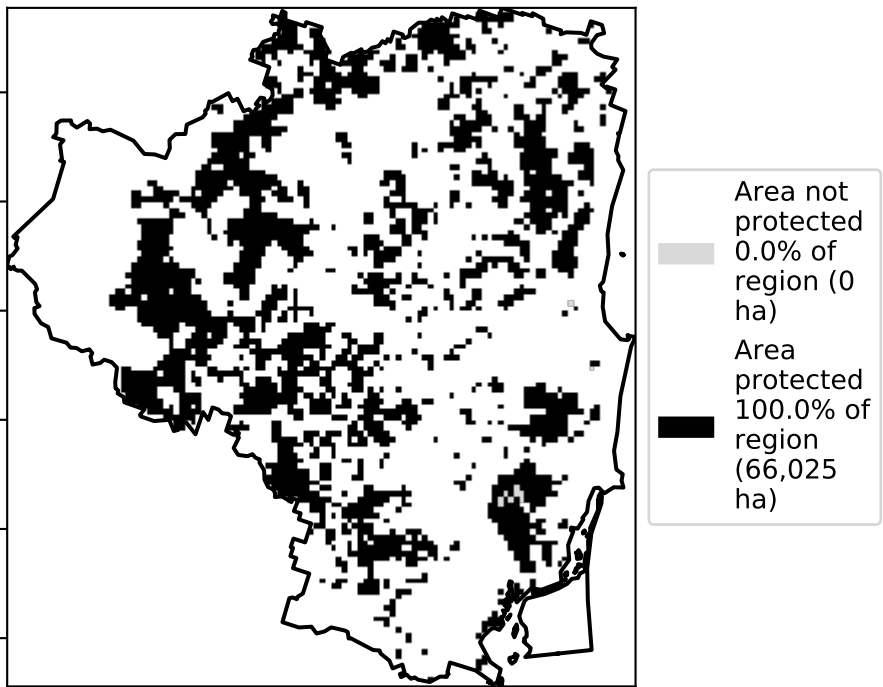 Area not
protected
0.0% of
region (0
ha)
Area
protected
100.0% of
region
(66,025
ha)